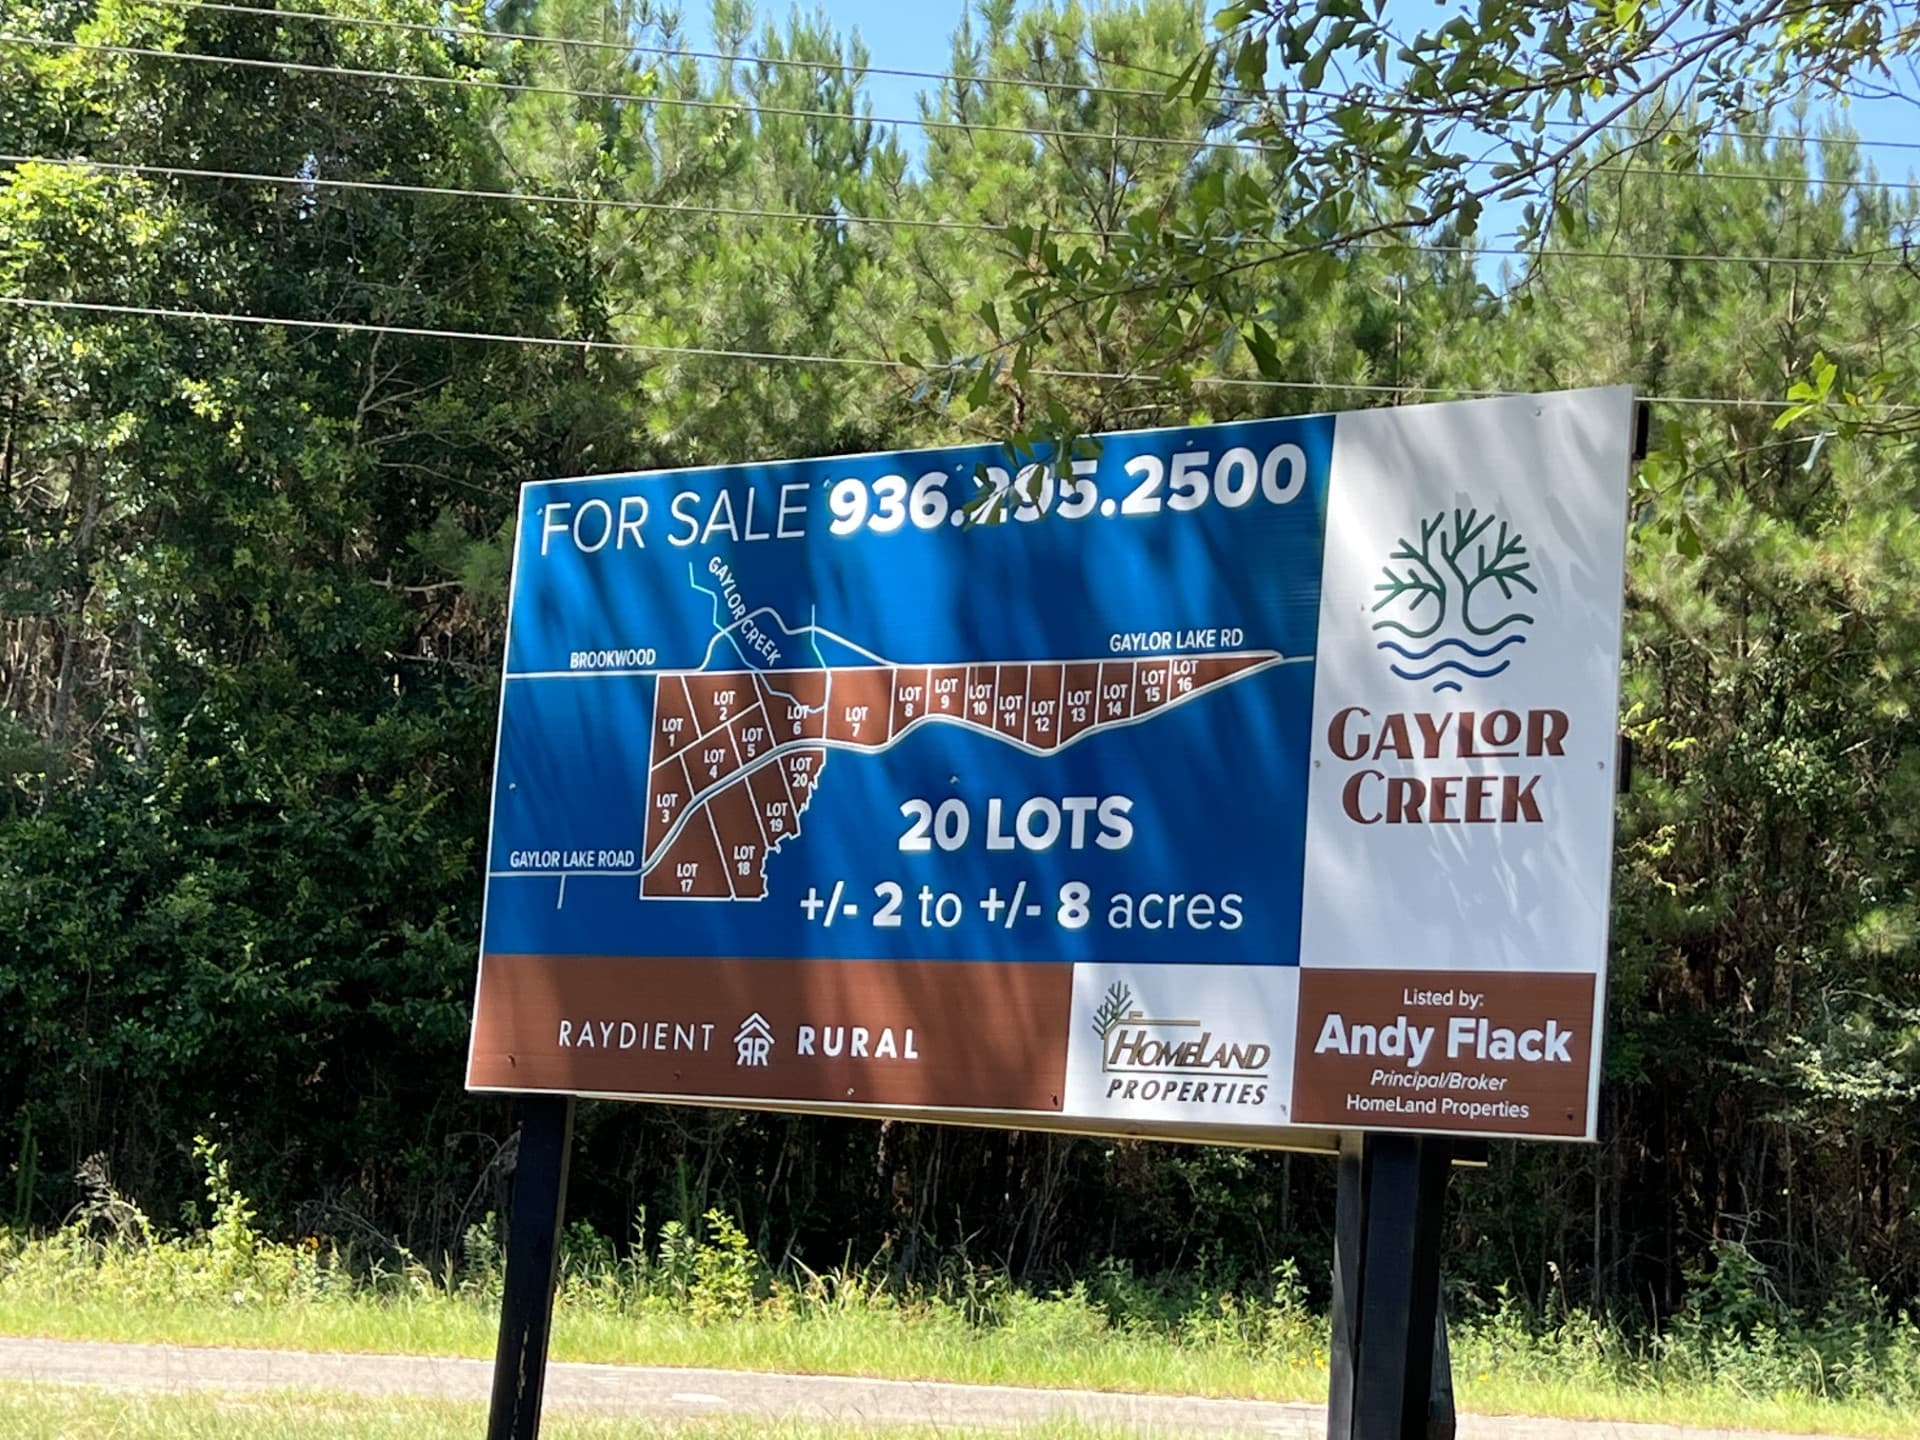 FOR SALE 936.295.2500
GAYLOR CREEK
BROOKWOOD
GAYLOR LAKE RD
LOT 1
LOT 2
LOT 3
LOT 4
LOT 5
LOT 6
LOT 7
LOT 8
LOT 9
LOT 10
LOT 11
LOT 12
LOT 13
LOT 14
LOT 15
LOT 16
LOT 17
LOT 18
LOT 19
LOT 20
GAYLOR LAKE ROAD
20 LOTS
+/- 2 to +/- 8 acres
GAYLOR
CREEK
RAYDIENT RR RURAL
HOMELAND
PROPERTIES
Listed by:
Andy Flack
Principal/Broker
HomeLand Properties